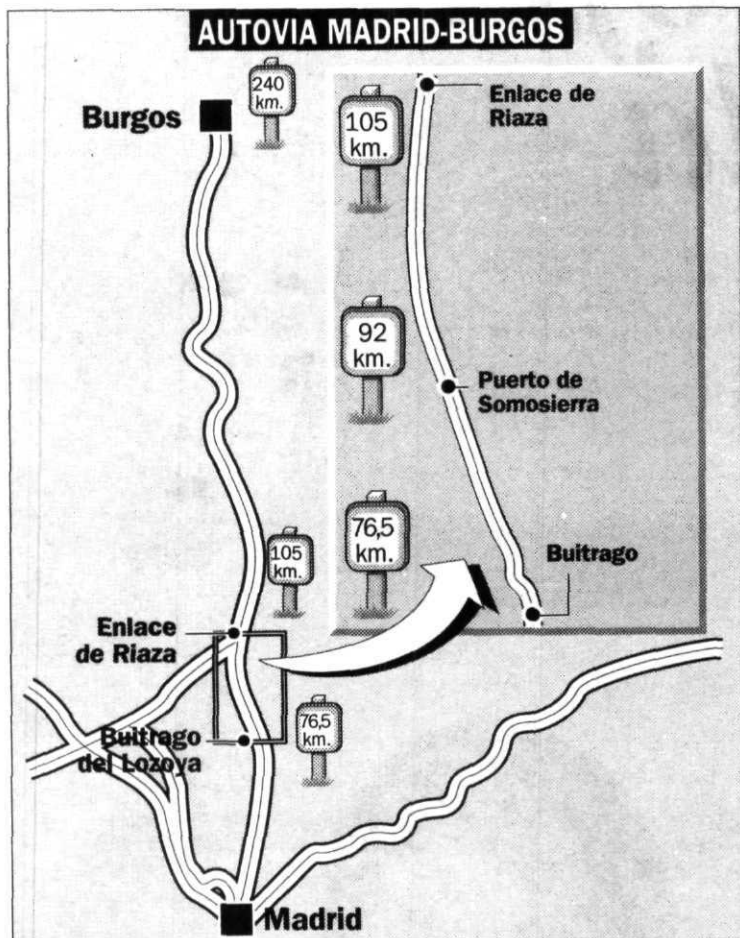 AUTOVIA MADRID-BURGOS
240
km.
Burgos
Enlace de
Riaza
105
km.
92
km.
Puerto de
Somosierra
76,5
km.
Buitrago
105
km.
Enlace
de Riaza
76,5
km.
Buitrago
del Lozoya
Madrid